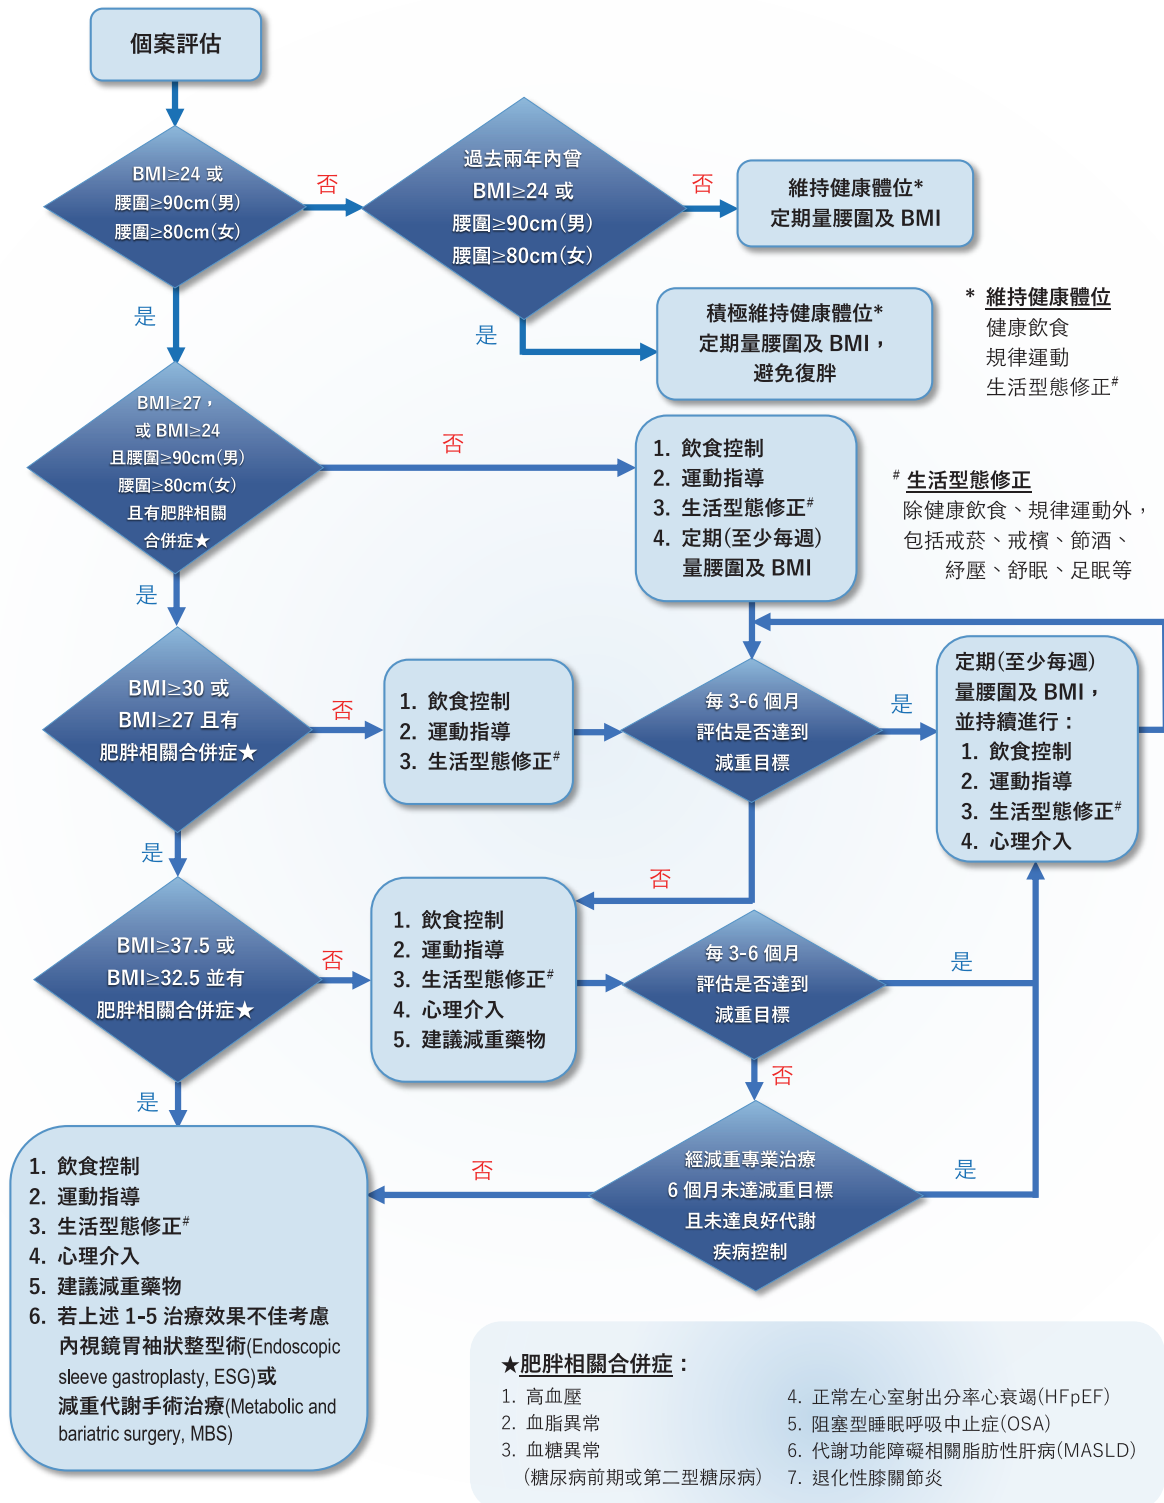 個案評估
BMI≥24 或
腰圍≥90cm(男)
腰圍≥80cm(女)
否
過去兩年內曾
BMI≥24 或
腰圍≥90cm(男)
腰圍≥80cm(女)
否
維持健康體位*
定期量腰圍及 BMI
是
是
積極維持健康體位*
定期量腰圍及 BMI，
避免復胖
* 維持健康體位
健康飲食
規律運動
生活型態修正#
BMI≥27，
或 BMI≥24
且腰圍≥90cm(男)
腰圍≥80cm(女)
且有肥胖相關
合併症★
否
1. 飲食控制
2. 運動指導
3. 生活型態修正#
4. 定期(至少每週)
量腰圍及 BMI
# 生活型態修正
除健康飲食、規律運動外，
包括戒菸、戒檳、節酒、
紓壓、舒眠、足眠等
是
BMI≥30 或
BMI≥27 且有
肥胖相關合併症★
否
1. 飲食控制
2. 運動指導
3. 生活型態修正#
每 3-6 個月
評估是否達到
減重目標
是
定期(至少每週)
量腰圍及 BMI，
並持續進行：
1. 飲食控制
2. 運動指導
3. 生活型態修正#
4. 心理介入
是
否
BMI≥37.5 或
BMI≥32.5 並有
肥胖相關合併症★
否
1. 飲食控制
2. 運動指導
3. 生活型態修正#
4. 心理介入
5. 建議減重藥物
每 3-6 個月
評估是否達到
減重目標
是
否
是
經減重專業治療
6 個月未達減重目標
且未達良好代謝
疾病控制
否
是
1. 飲食控制
2. 運動指導
3. 生活型態修正#
4. 心理介入
5. 建議減重藥物
6. 若上述 1-5 治療效果不佳考慮
內視鏡胃袖狀整型術(Endoscopic
sleeve gastroplasty, ESG)或
減重代謝手術治療(Metabolic and
bariatric surgery, MBS)
★肥胖相關合併症：
1. 高血壓
2. 血脂異常
3. 血糖異常
(糖尿病前期或第二型糖尿病)
4. 正常左心室射出分率心衰竭(HFpEF)
5. 阻塞型睡眠呼吸中止症(OSA)
6. 代謝功能障礙相關脂肪性肝病(MASLD)
7. 退化性膝關節炎